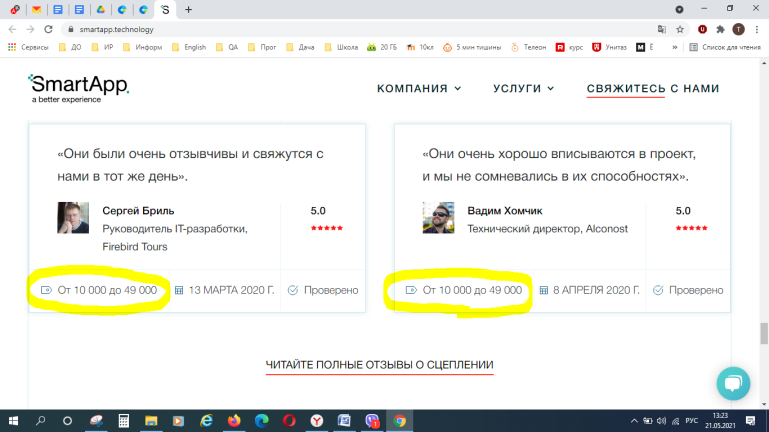 smartapp.technology
Сервисы ДО ИР Информ English QA Прог Дача Школа 20 ГБ 10кл 5 мин тишины Телеон курс Унитаз М Е » Список для чтения
SmartApp
a better experience
КОМПАНИЯ УСЛУГИ СВЯЖИТЕСЬ С НАМИ
«Они были очень отзывчивы и свяжутся с
нами в тот же день».
Сергей Бриль 5.0
Руководитель IT-разработки,
Firebird Tours
От 10 000 до 49 000 13 МАРТА 2020 Г. Проверено
«Они очень хорошо вписываются в проект,
и мы не сомневались в их способностях».
Вадим Хомчик 5.0
Технический директор, Alconost
От 10 000 до 49 000 8 АПРЕЛЯ 2020 Г. Проверено
ЧИТАЙТЕ ПОЛНЫЕ ОТЗЫВЫ О СЦЕПЛЕНИИ
РУС
13:23
21.05.2021